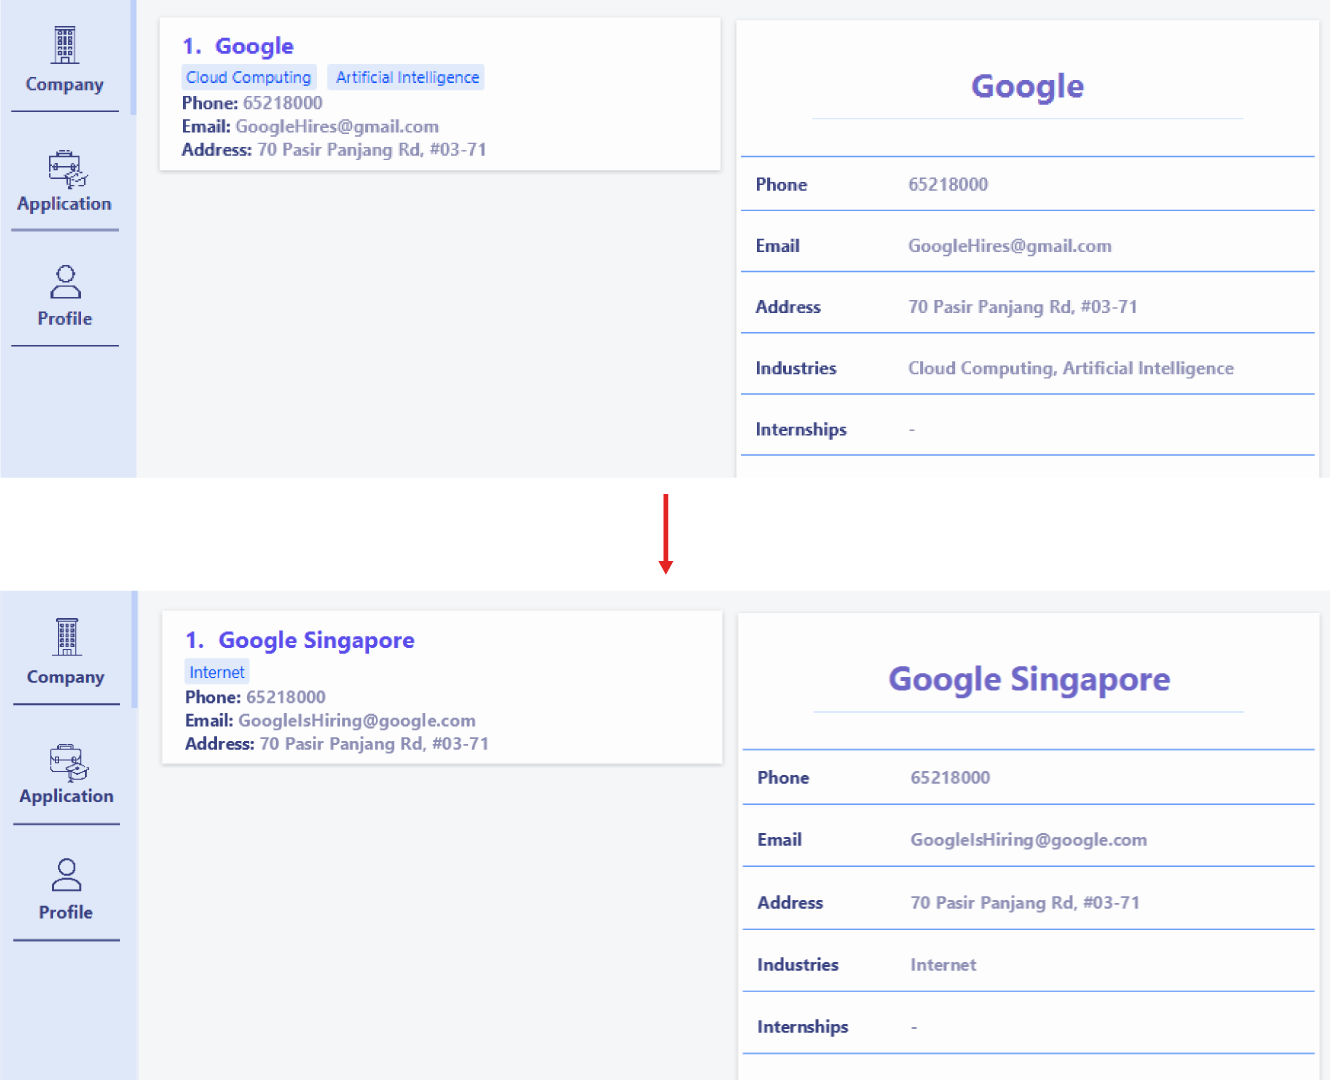 Company
Application
Profile
1. Google
Cloud Computing Artificial Intelligence
Phone: 65218000
Email: GoogleHires@gmail.com
Address: 70 Pasir Panjang Rd, #03-71
Google
Phone 65218000
Email GoogleHires@gmail.com
Address 70 Pasir Panjang Rd, #03-71
Industries Cloud Computing, Artificial Intelligence
Internships -
Company
Application
Profile
1. Google Singapore
Internet
Phone: 65218000
Email: GoogleIsHiring@google.com
Address: 70 Pasir Panjang Rd, #03-71
Google Singapore
Phone 65218000
Email GoogleIsHiring@google.com
Address 70 Pasir Panjang Rd, #03-71
Industries Internet
Internships -